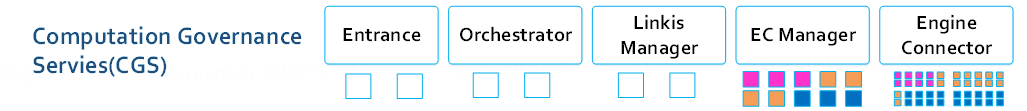 Computation Governance
Servies(CGS)
Entrance
Orchestrator
Linkis
Manager
EC Manager
Engine
Connector